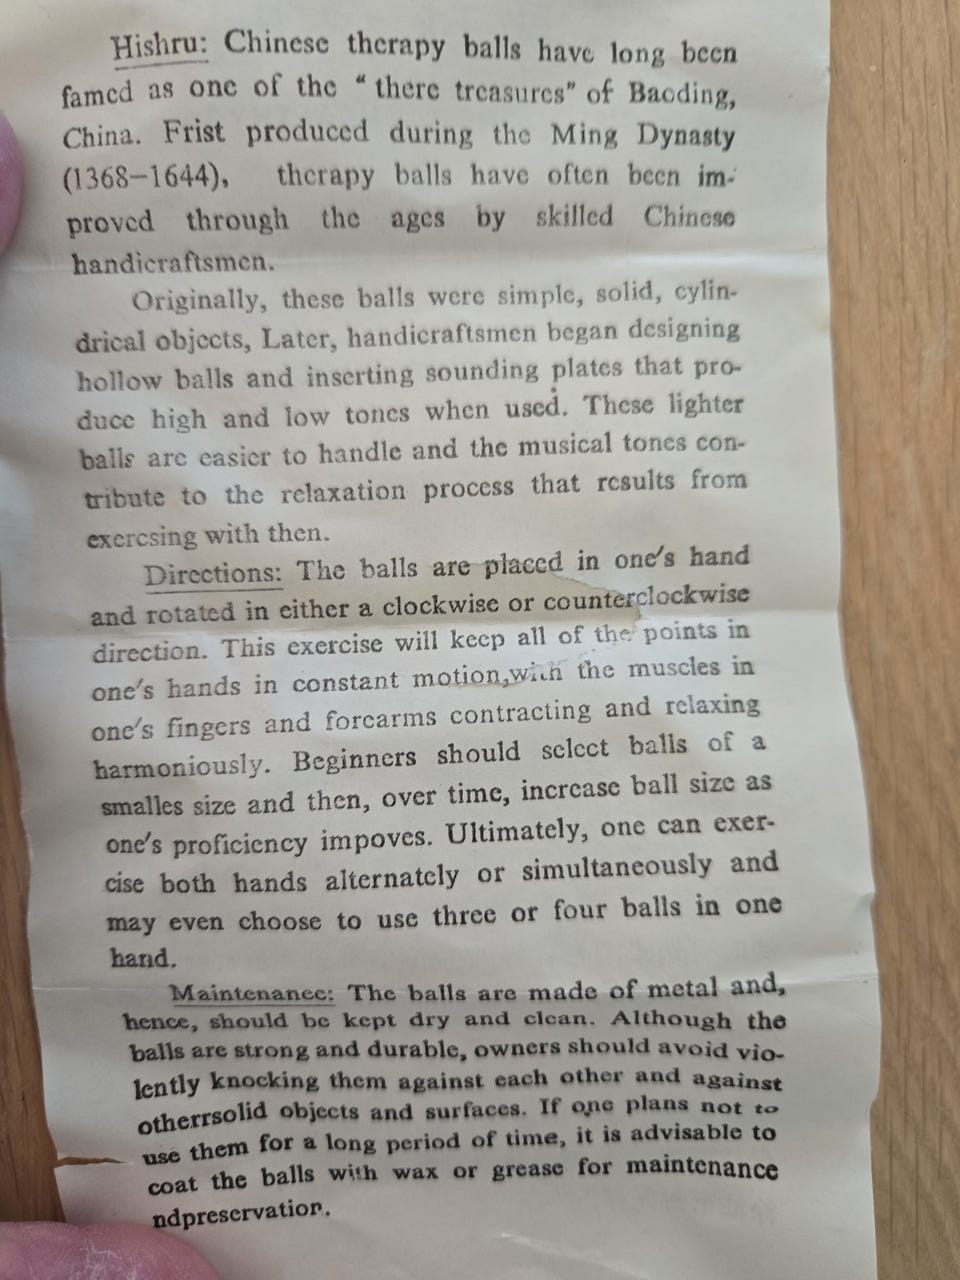 Hishru: Chinese therapy balls have long been
famed as one of the “ there treasures” of Baoding,
China. Frist produced during the Ming Dynasty
(1368—1644), therapy balls have often been im-
proved through the ages by skilled Chinese
handicraftsmen.
Originally, these balls were simple, solid, cylin-
drical objects, Later, handicraftsmen began designing
hollow balls and inserting sounding plates that pro-
duce high and low tones when used. These lighter
balls are easier to handle and the musical tones con-
tribute to the relaxation process that results from
exercsing with then.
Directions: The balls are placed in one's hand
and rotated in either a clockwise or counterclockwise
direction. This exercise will keep all of the points in
one's hands in constant motion,with the muscles in
one's fingers and forearms contracting and relaxing
harmoniously. Beginners should select balls of a
smalles size and then, over time, increase ball size as
one's proficiency impoves. Ultimately, one can exer-
cise both hands alternately or simultaneously and
may even choose to use three or four balls in one
hand.
Maintenance: The balls are made of metal and,
hence, should be kept dry and clean. Although the
balls are strong and durable, owners should avoid vio-
lently knocking them against each other and against
otherrsolid objects and surfaces. If one plans not to
use them for a long period of time, it is advisable to
coat the balls with wax or grease for maintenance
ndpreservation.